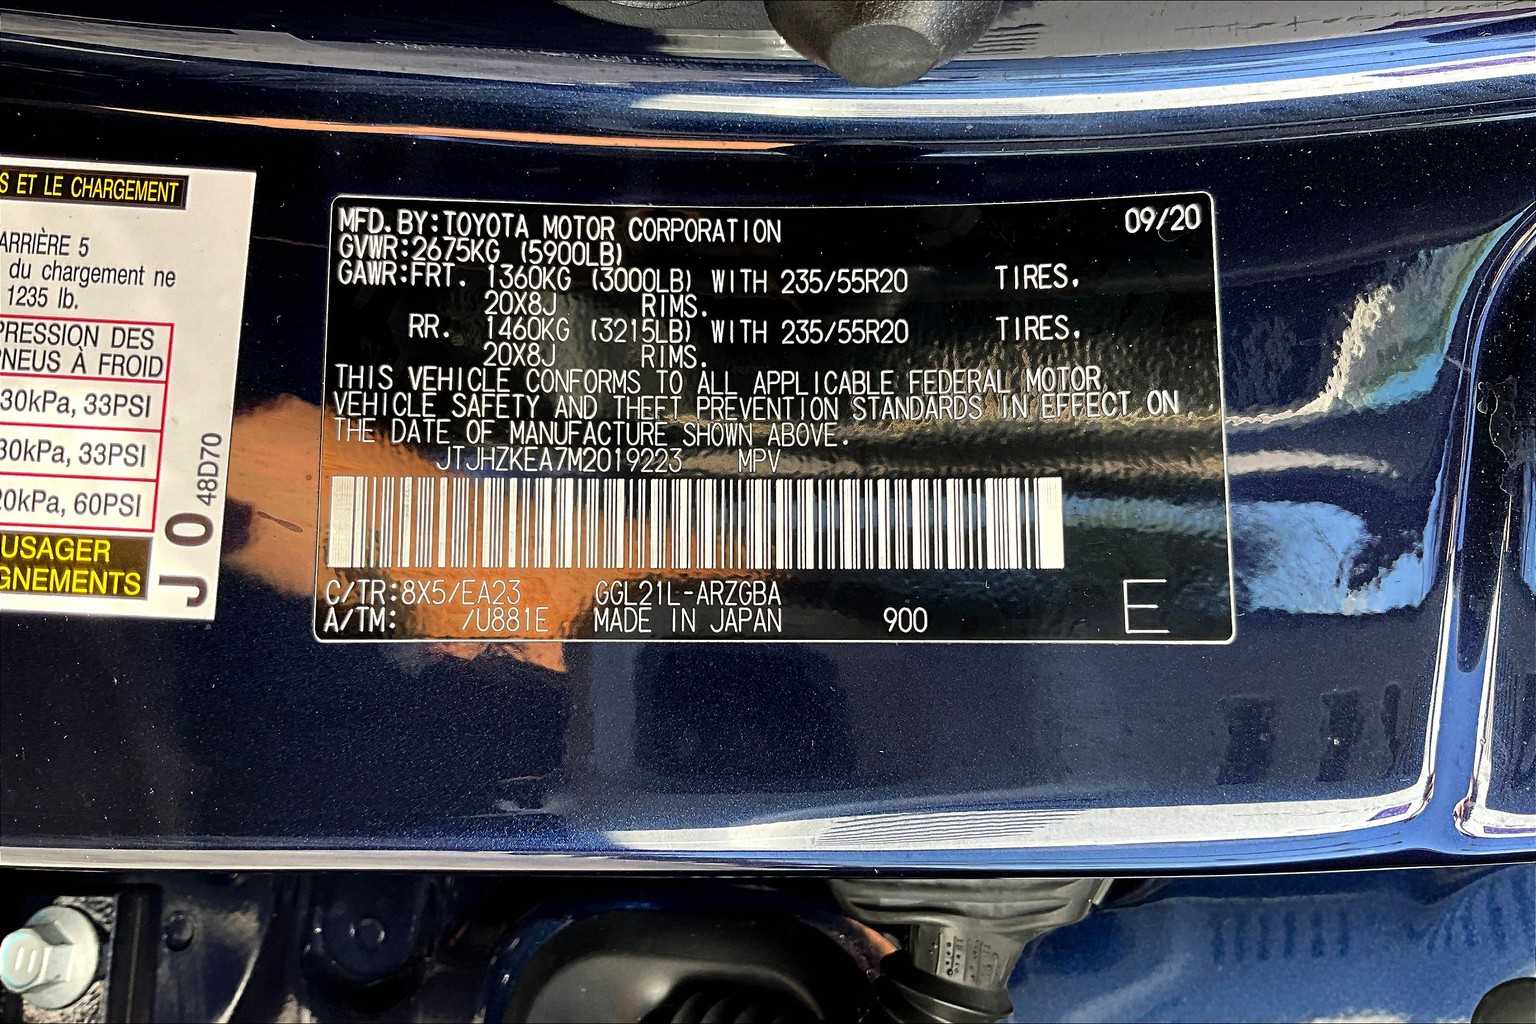 S ET LE CHARGEMENT
ARRIÈRE 5
du chargement ne
1235 lb.
PRESSION DES
PNEUS À FROID
30kPa, 33PSI
30kPa, 33PSI
20kPa, 60PSI
USAGER
GNEMENTS
J 0 48D70
MFD.BY:TOYOTA MOTOR CORPORATION 09/20
GVWR:2675KG (5900LB)
GAWR:FRT. 1360KG (3000LB) WITH 235/55R20 TIRES.
20X8J RIMS.
RR. 1460KG (3215LB) WITH 235/55R20 TIRES.
20X8J RIMS.
THIS VEHICLE CONFORMS TO ALL APPLICABLE FEDERAL MOTOR
VEHICLE SAFETY AND THEFT PREVENTION STANDARDS IN EFFECT ON
THE DATE OF MANUFACTURE SHOWN ABOVE.
JTJHZKEA7M2019223 MPV
C/TR:8X5/EA23 GGL21L-ARZGBA
A/TM: /U881E MADE IN JAPAN 900 E